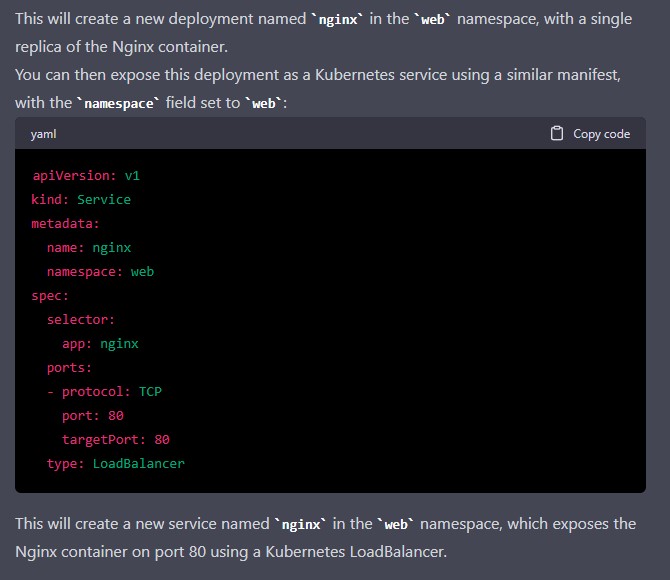 This will create a new deployment named `nginx` in the `web` namespace, with a single
replica of the Nginx container.
You can then expose this deployment as a Kubernetes service using a similar manifest,
with the `namespace` field set to `web`:
yaml Copy code
apiVersion: v1
kind: Service
metadata:
  name: nginx
  namespace: web
spec:
  selector:
    app: nginx
  ports:
  - protocol: TCP
    port: 80
    targetPort: 80
  type: LoadBalancer
This will create a new service named `nginx` in the `web` namespace, which exposes the
Nginx container on port 80 using a Kubernetes LoadBalancer.